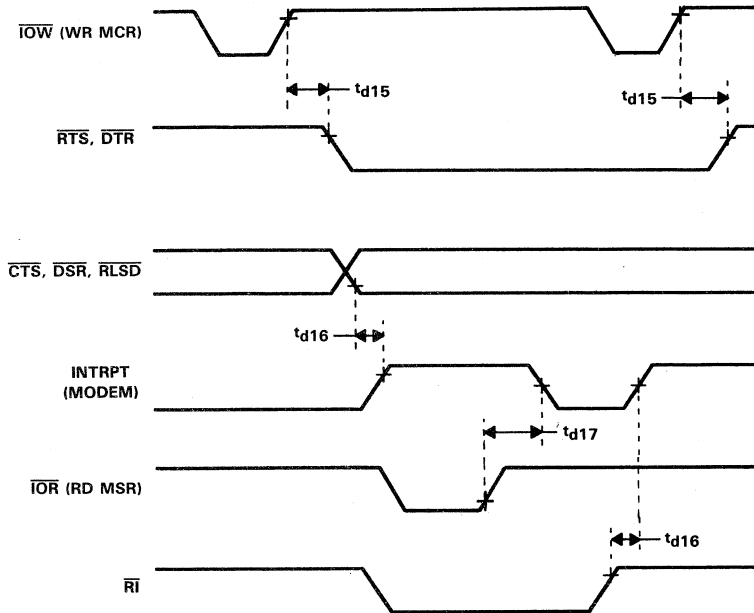 IOW (WR MCR)
td15
td15
RTS, DTR
CTS, DSR, RLSD
td16
INTRPT
(MODEM)
td17
IOR (RD MSR)
td16
RI